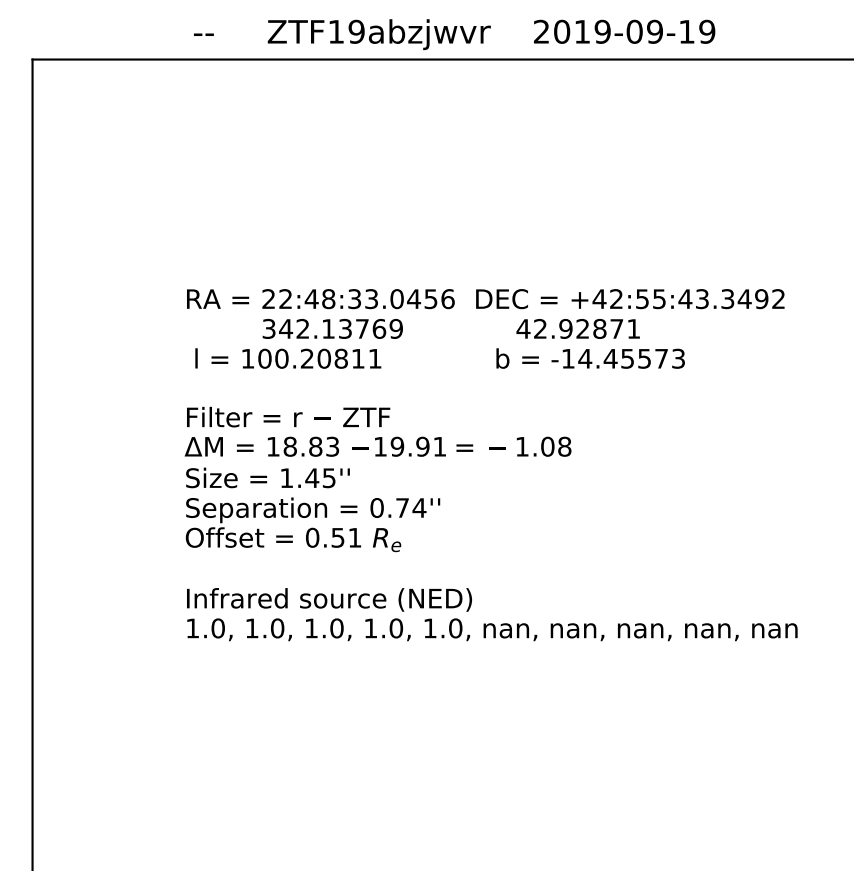 -- ZTF19abzjwvr 2019-09-19
RA = 22:48:33.0456 DEC = +42:55:43.3492
342.13769 42.92871
l = 100.20811 b = -14.45573
Filter = r − ZTF
ΔM = 18.83 −19.91 = − 1.08
Size = 1.45''
Separation = 0.74''
Offset = 0.51 Re
Infrared source (NED)
1.0, 1.0, 1.0, 1.0, 1.0, nan, nan, nan, nan, nan